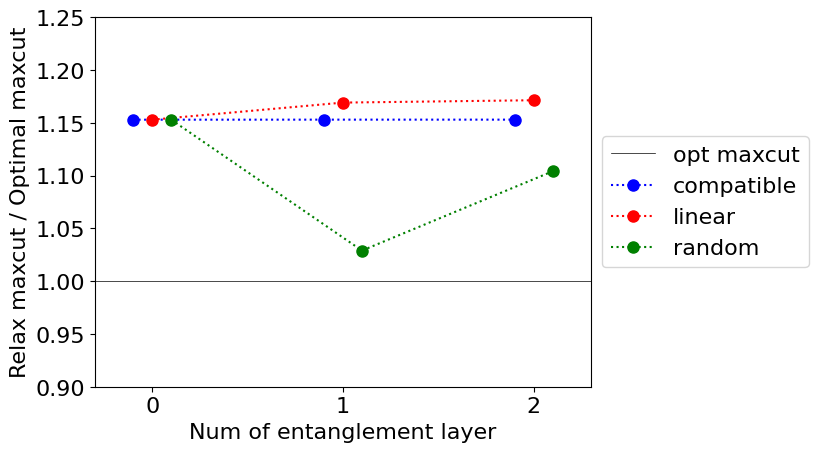 Relax maxcut / Optimal maxcut
1.25
1.20
1.15
1.10
1.05
1.00
0.95
0.90
0
1
2
Num of entanglement layer
opt maxcut
compatible
linear
random